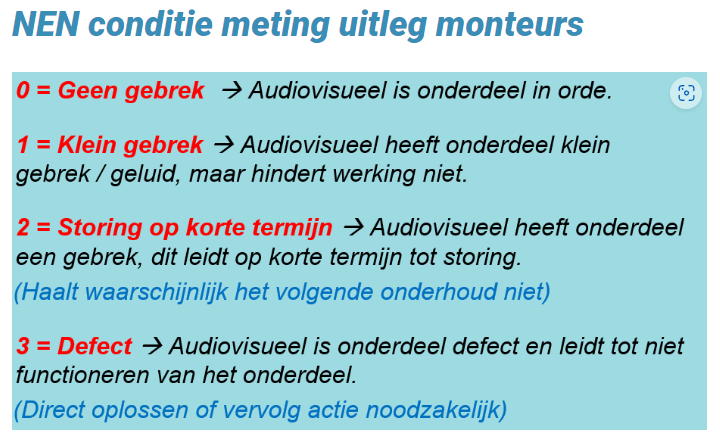 NEN conditie meting uitleg monteurs
0 = Geen gebrek → Audiovisueel is onderdeel in orde.
1 = Klein gebrek → Audiovisueel heeft onderdeel klein
gebrek / geluid, maar hindert werking niet.
2 = Storing op korte termijn → Audiovisueel heeft onderdeel
een gebrek, dit leidt op korte termijn tot storing.
(Haalt waarschijnlijk het volgende onderhoud niet)
3 = Defect → Audiovisueel is onderdeel defect en leidt tot niet
functioneren van het onderdeel.
(Direct oplossen of vervolg actie noodzakelijk)